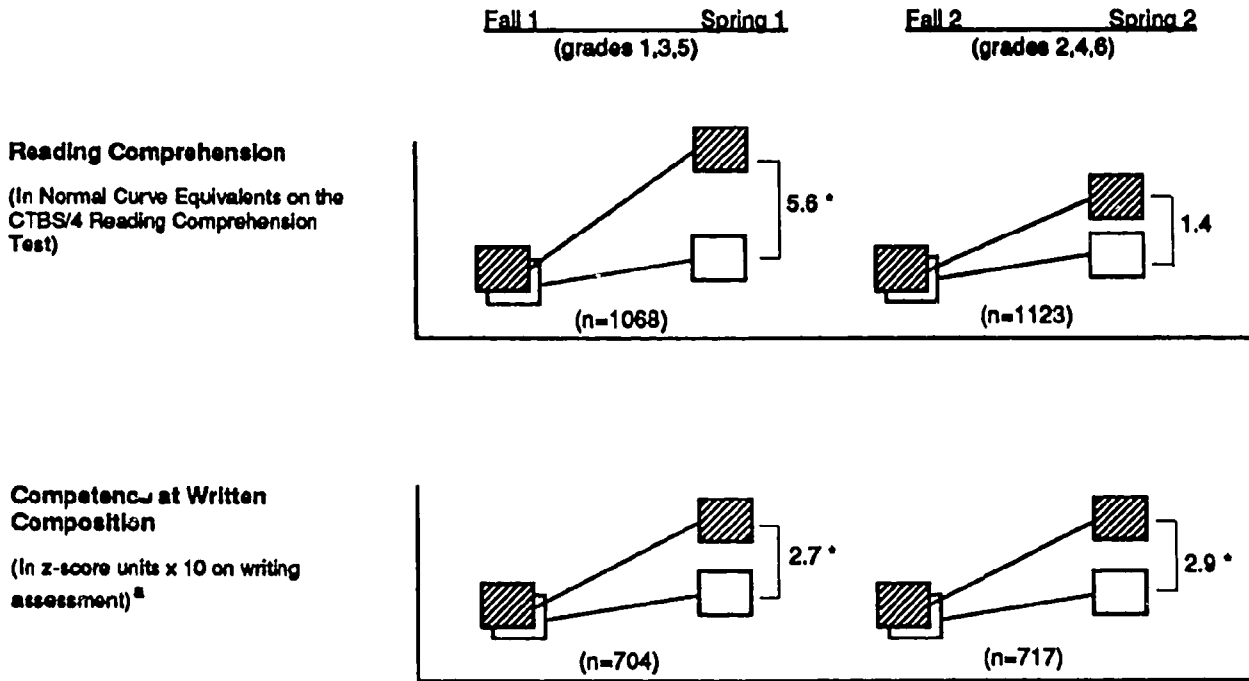 Fall 1 Spring 1 Fall 2 Spring 2
(grades 1,3,5) (grades 2,4,6)
Reading Comprehension
(In Normal Curve Equivalents on the
CTBS/4 Reading Comprehension
Test)
5.6 *
1.4
(n=1068) (n=1123)
Competency at Written
Composition
(In z-score units x 10 on writing
assessment) a
2.7 *
2.9 *
(n=704) (n=717)